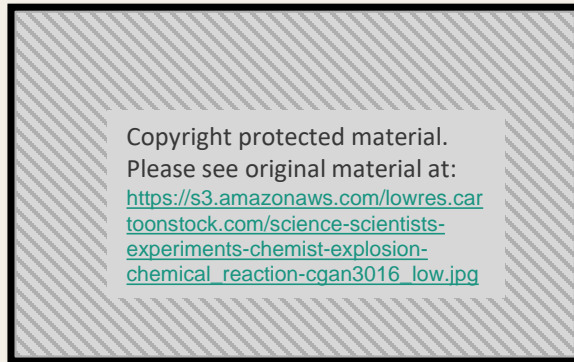 Copyright protected material.
Please see original material at:
https://s3.amazonaws.com/lowres.car
toonstock.com/science-scientists-
experiments-chemist-explosion-
chemical_reaction-cgan3016_low.jpg